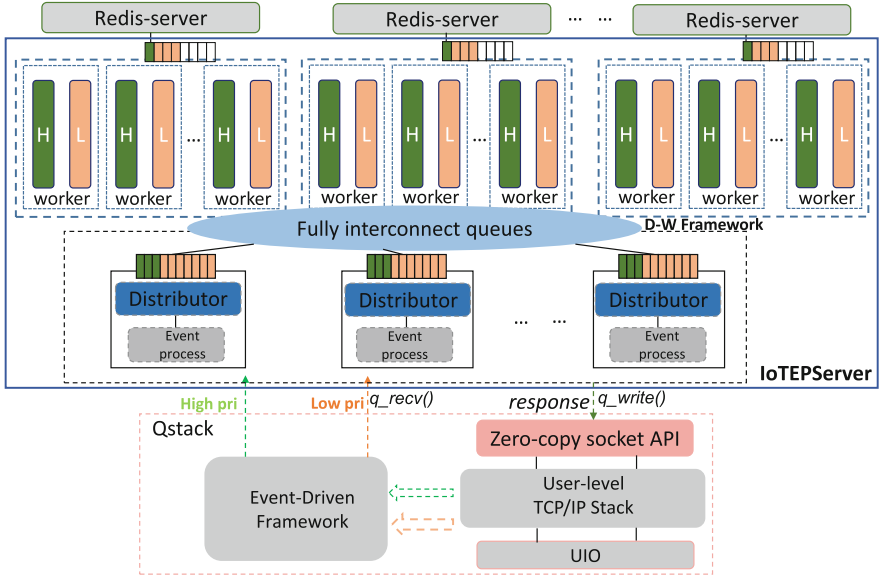 Redis-server
Redis-server
... ...
Redis-server
H L H L ... H L
worker worker worker
H L H L ... H L
worker worker worker
H L H L ... H L
worker worker worker
Fully interconnect queues
D-W Framework
Distributor
Event
process
Distributor
Event
process
... ...
Distributor
Event
process
IoTEPServer
High pri
Low pri
q_recv()
response
q_write()
Qstack
Zero-copy socket API
Event-Driven
Framework
User-level
TCP/IP Stack
UIO